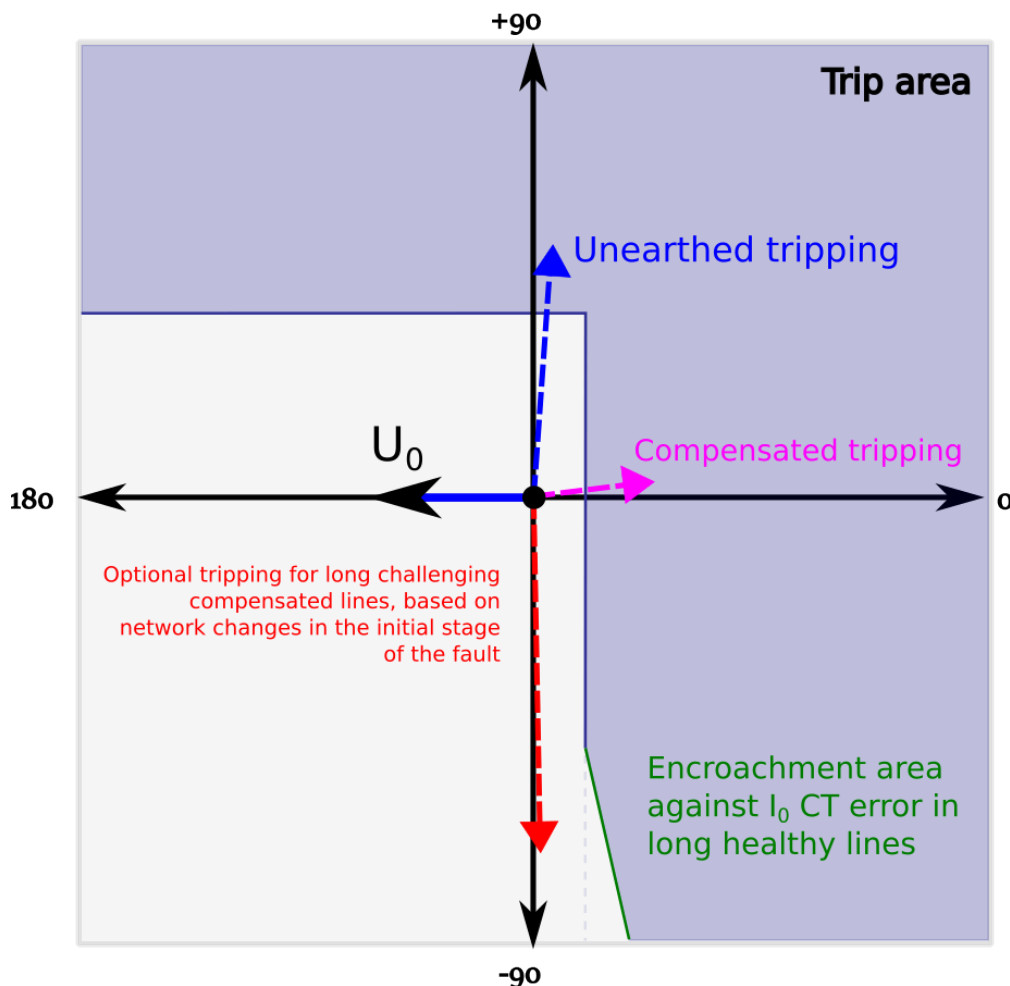 +90
Trip area
Unearthed tripping
U₀
Compensated tripping
180
0
Optional tripping for long challenging
compensated lines, based on
network changes in the initial stage
of the fault
Encroachment area
against I₀ CT error in
long healthy lines
-90